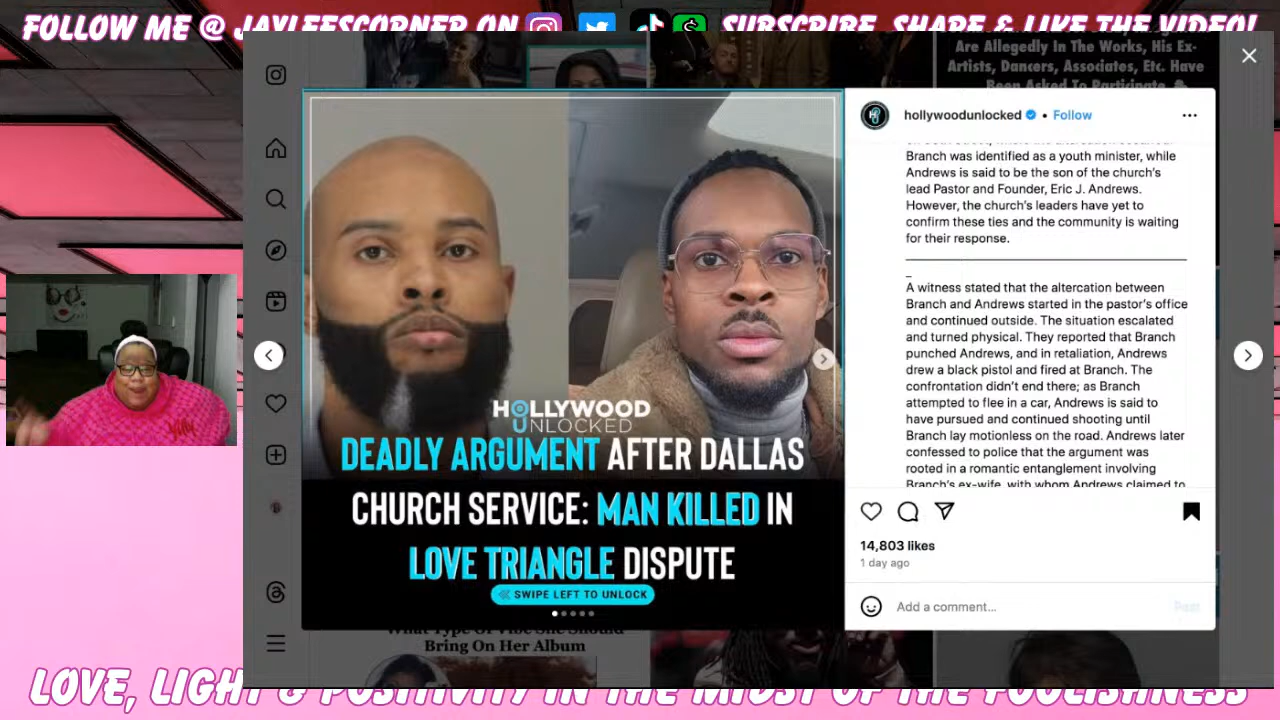 FOLLOW ME @ JAYLEESCORNER ON
SUBSCRIBE, SHARE & LIKE THE VIDEO!
Are Allegedly In The Works, His Ex-
Artists, Dancers, Associates, Etc. Have
Been Asked To Participate
hollywoodunlocked • Follow
Branch was identified as a youth minister, while
Andrews is said to be the son of the church's
lead Pastor and Founder, Eric J. Andrews.
However, the church's leaders have yet to
confirm these ties and the community is waiting
for their response.
A witness stated that the altercation between
Branch and Andrews started in the pastor's office
and continued outside. The situation escalated
and turned physical. They reported that Branch
punched Andrews, and in retaliation, Andrews
drew a black pistol and fired at Branch. The
confrontation didn't end there; as Branch
attempted to flee in a car, Andrews is said to
have pursued and continued shooting until
Branch lay motionless on the road. Andrews later
confessed to police that the argument was
rooted in a romantic entanglement involving
Branch's ex-wife, with whom Andrews claimed to
HOLLYWOOD
UNLOCKED
DEADLY ARGUMENT AFTER DALLAS
CHURCH SERVICE: MAN KILLED IN
LOVE TRIANGLE DISPUTE
SWIPE LEFT TO UNLOCK
14,803 likes
1 day ago
Add a comment...
Post
What Type Of Vibe She Should
Bring On Her Album
LOVE, LIGHT & POSITIVITY IN THE MIDST OF THE FOOLISHNESS